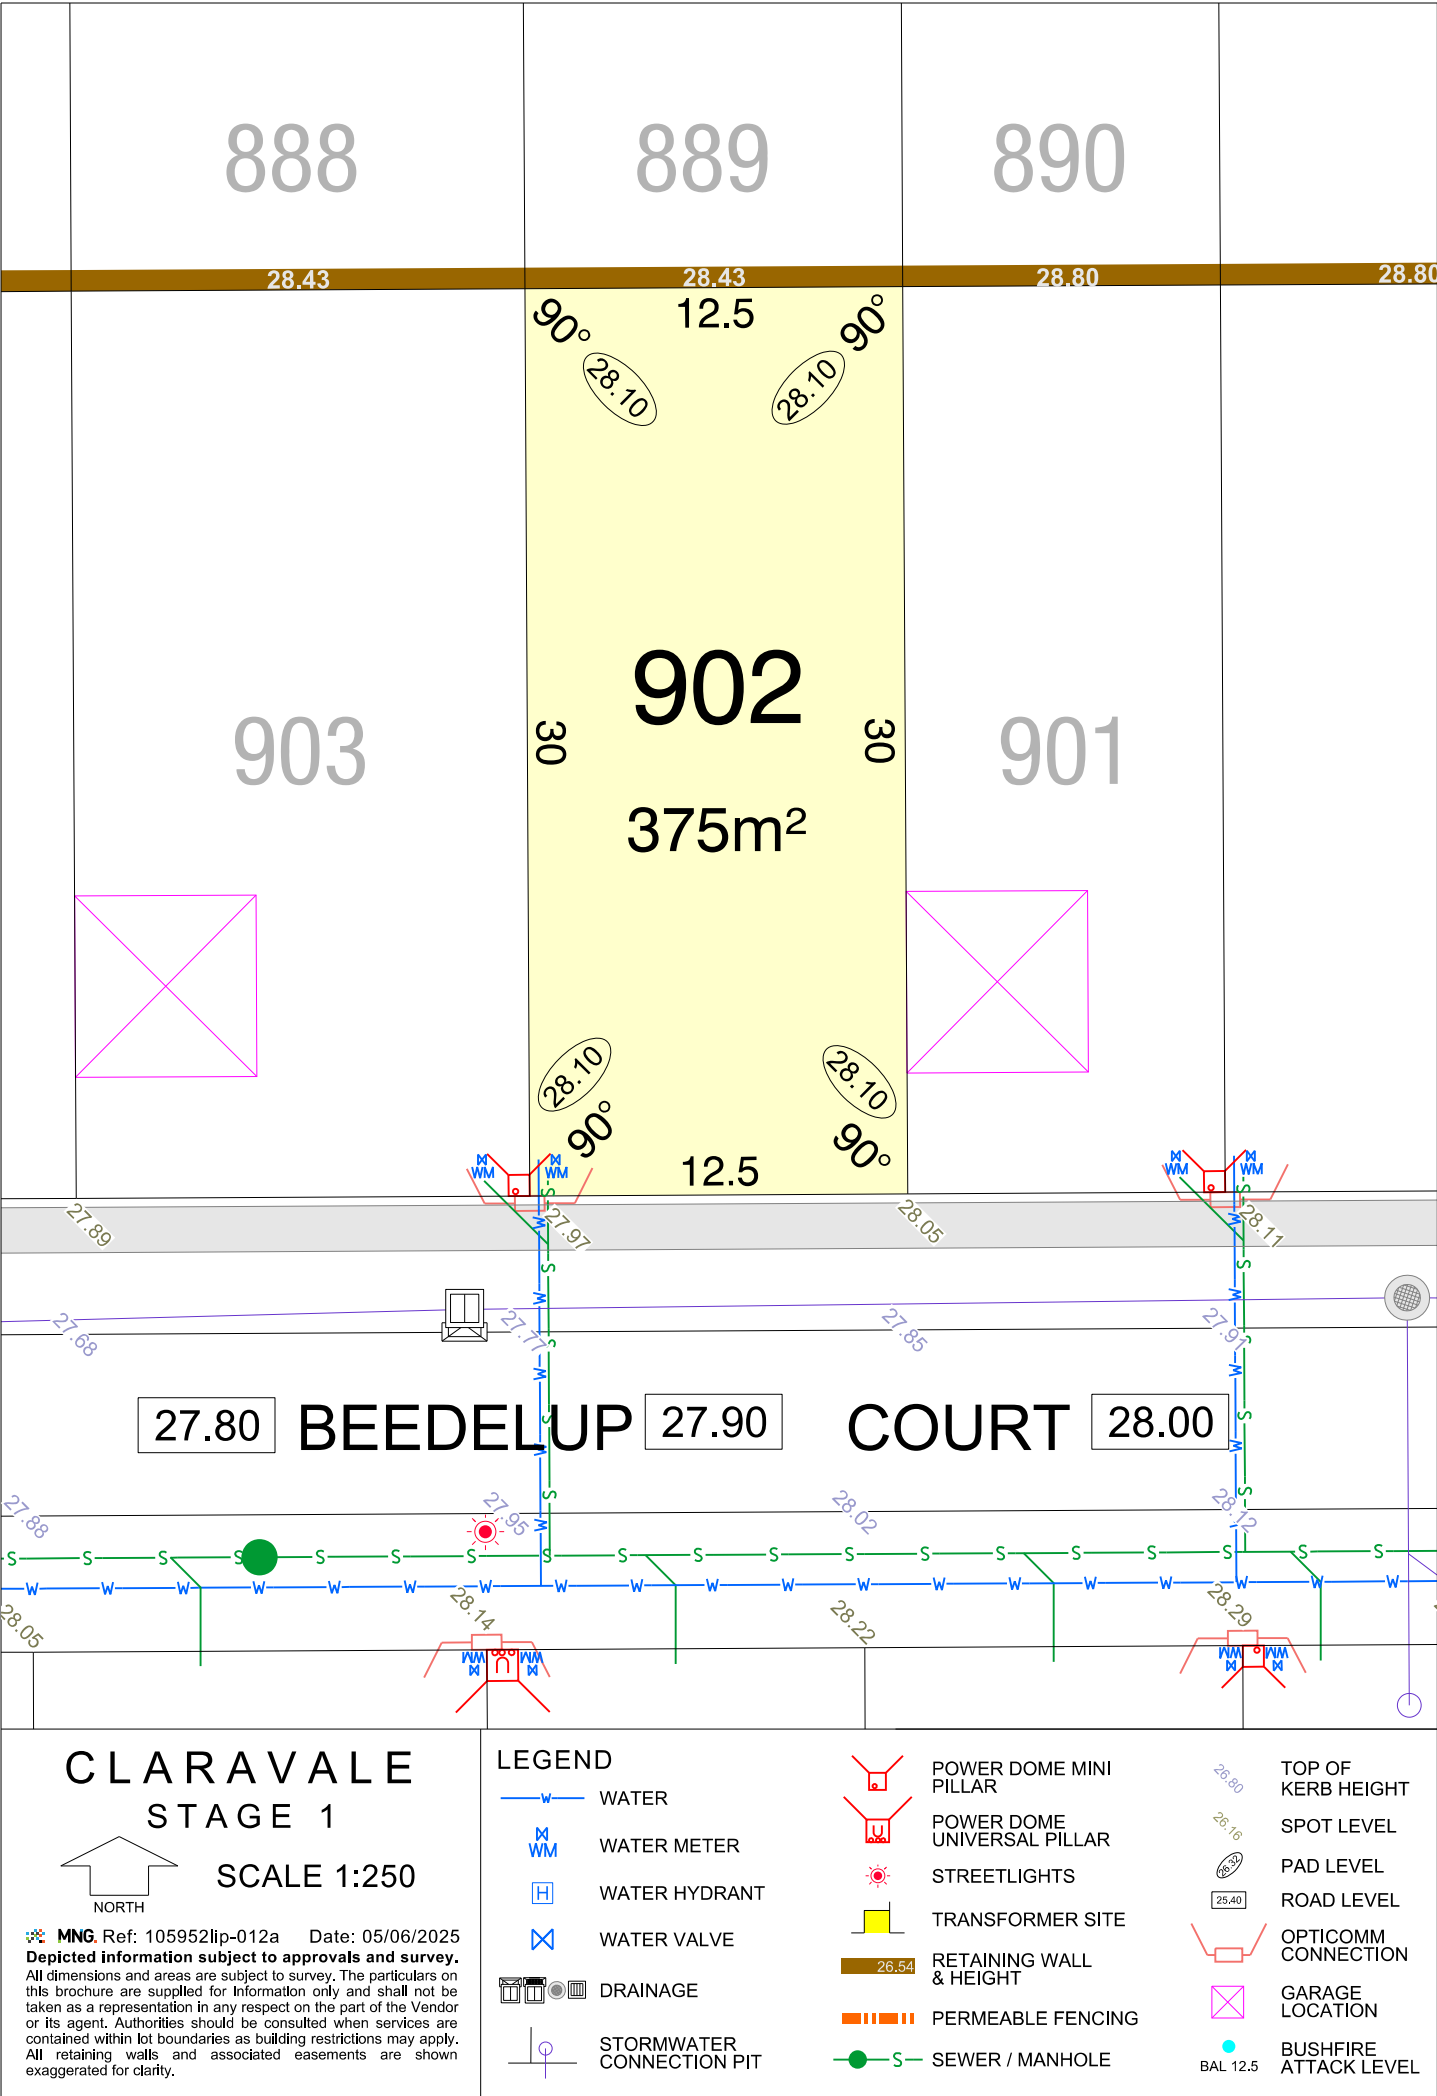 888 889 890
28.43 28.43 28.80 28.80
12.5
90° 90°
28.10 28.10
902
903 30 30 901
375m²
28.10 28.10
90° 90°
12.5
WM WM WM WM
27.89 27.97 28.05 28.11
S S
W W
S S
W W
27.68 27.77 27.85 27.91
S S
W W
27.80 BEEDELUP 27.90 COURT 28.00
S S
W W
S S
27.88 27.95 28.02 28.12
W
S S S S S S S S S S S S S S S S S S S
W W W W W W W W W W W W W W W W W W W
28.05 28.14 28.22 28.29
WM WM WM WM
CLARAVALE
STAGE 1
SCALE 1:250
NORTH
MNG. Ref: 105952lip-012a Date: 05/06/2025
Depicted information subject to approvals and survey.
All dimensions and areas are subject to survey. The particulars on
this brochure are supplied for information only and shall not be
taken as a representation in any respect on the part of the Vendor
or its agent. Authorities should be consulted when services are
contained within lot boundaries as building restrictions may apply.
All retaining walls and associated easements are shown
exaggerated for clarity.
LEGEND
W WATER
WM WATER METER
H WATER HYDRANT
WATER VALVE
DRAINAGE
STORMWATER
CONNECTION PIT
POWER DOME MINI
PILLAR
POWER DOME
UNIVERSAL PILLAR
STREETLIGHTS
TRANSFORMER SITE
26.54 RETAINING WALL
& HEIGHT
PERMEABLE FENCING
S SEWER / MANHOLE
26.80 TOP OF
KERB HEIGHT
26.16 SPOT LEVEL
26.32 PAD LEVEL
25.40 ROAD LEVEL
OPTICOMM
CONNECTION
GARAGE
LOCATION
BAL 12.5 BUSHFIRE
ATTACK LEVEL